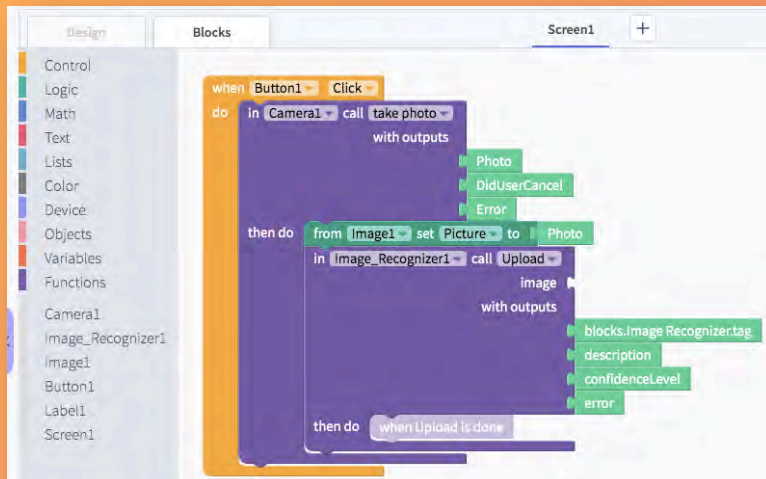 Design
Blocks
Screen1
+
Control
Logic
Math
Text
Lists
Color
Device
Objects
Variables
Functions
Camera1
Image_Recognizer1
Image1
Button1
Label1
Screen1
when Button1 Click
do in Camera1 call take photo
with outputs
Photo
DidUserCancel
Error
then do from Image1 set Picture to Photo
in Image_Recognizer1 call Upload
image
with outputs
blocks.Image Recognizer.tag
description
confidenceLevel
error
then do when Upload is done